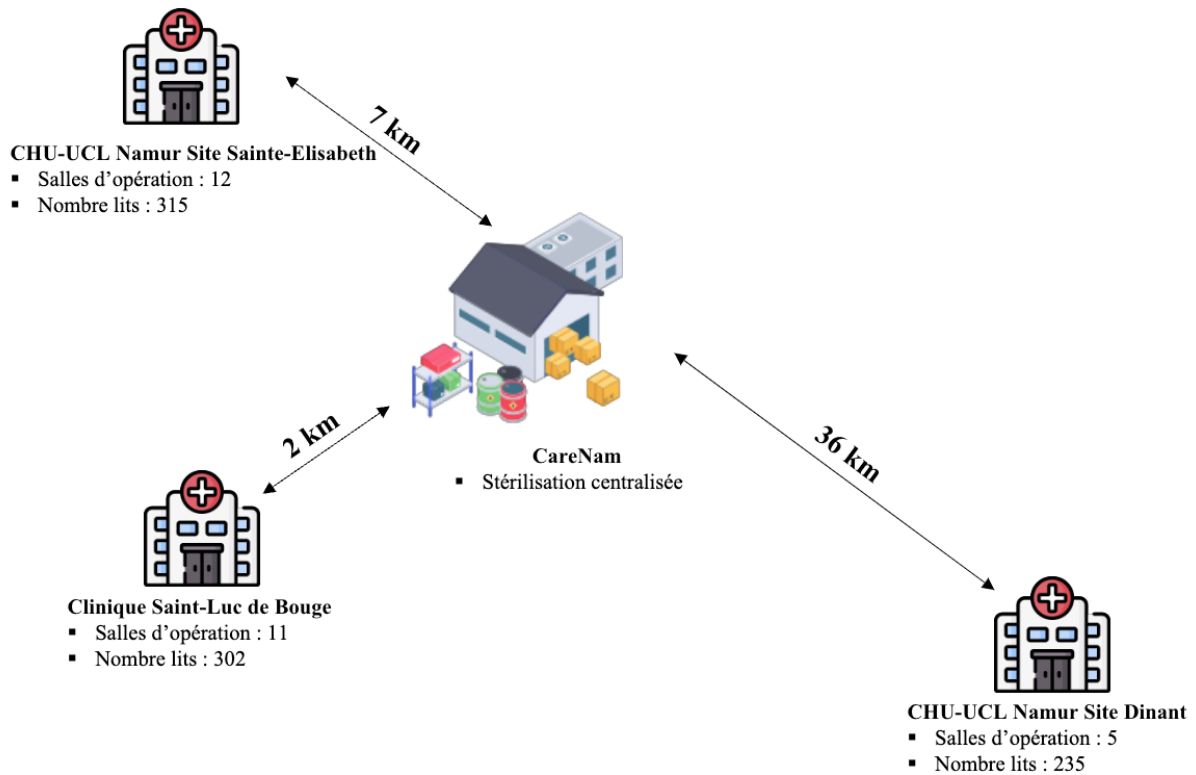 7 km
CHU-UCL Namur Site Sainte-Elisabeth
▪ Salles d’opération : 12
▪ Nombre lits : 315
2 km
36 km
CareNam
▪ Stérilisation centralisée
Clinique Saint-Luc de Bouge
▪ Salles d’opération : 11
▪ Nombre lits : 302
CHU-UCL Namur Site Dinant
▪ Salles d’opération : 5
▪ Nombre lits : 235